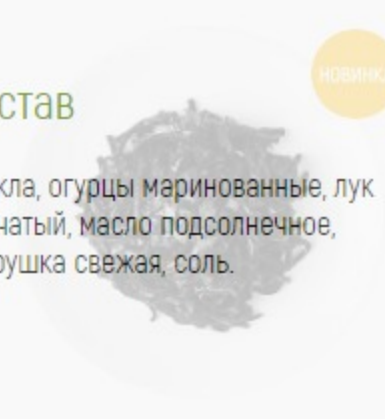 НОВИНК
став
кла, огурцы маринованные, лук
чатый, масло подсолнечное,
рушка свежая, соль.